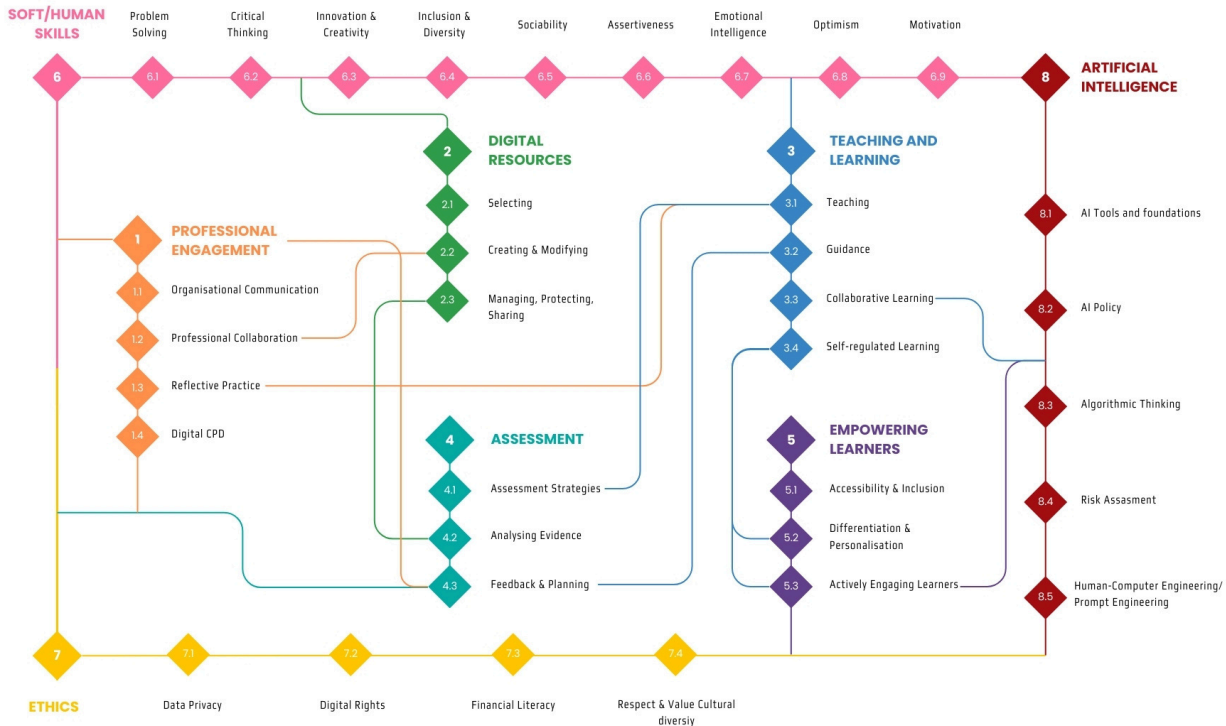 SOFT/HUMAN
SKILLS
Problem
Solving
Critical
Thinking
Innovation &
Creativity
Inclusion &
Diversity
Sociability
Assertiveness
Emotional
Intelligence
Optimism
Motivation
6
6.1
6.2
6.3
6.4
6.5
6.6
6.7
6.8
6.9
8
ARTIFICIAL
INTELLIGENCE
2
DIGITAL
RESOURCES
2.1
Selecting
2.2
Creating & Modifying
2.3
Managing, Protecting,
Sharing
3
TEACHING AND
LEARNING
3.1
Teaching
3.2
Guidance
3.3
Collaborative Learning
3.4
Self-regulated Learning
8.1
AI Tools and foundations
8.2
AI Policy
8.3
Algorithmic Thinking
8.4
Risk Assasment
8.5
Human-Computer Engineering/
Prompt Engineering
1
PROFESSIONAL
ENGAGEMENT
1.1
Organisational Communication
1.2
Professional Collaboration
1.3
Reflective Practice
1.4
Digital CPD
4
ASSESSMENT
4.1
Assessment Strategies
4.2
Analysing Evidence
4.3
Feedback & Planning
5
EMPOWERING
LEARNERS
5.1
Accessibility & Inclusion
5.2
Differentiation &
Personalisation
5.3
Actively Engaging Learners
7
ETHICS
7.1
Data Privacy
7.2
Digital Rights
7.3
Financial Literacy
7.4
Respect & Value Cultural
diversiy